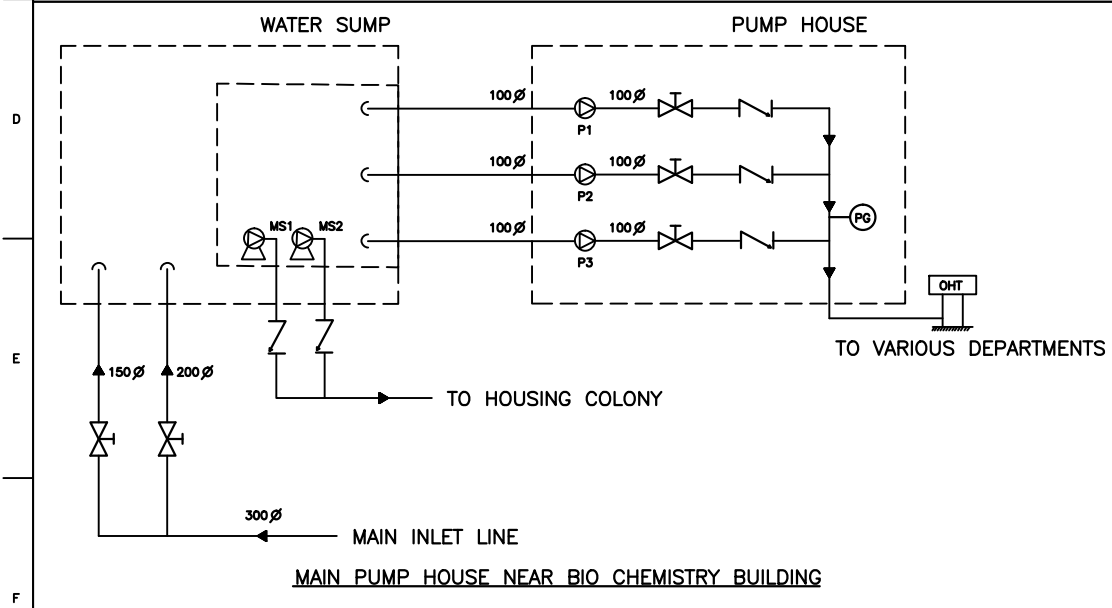 WATER SUMP
PUMP HOUSE
D
100Ø
100Ø
P1
100Ø
100Ø
P2
MS1
MS2
100Ø
100Ø
PG
P3
OHT
TO VARIOUS DEPARTMENTS
E
150Ø
200Ø
TO HOUSING COLONY
300Ø
MAIN INLET LINE
MAIN PUMP HOUSE NEAR BIO CHEMISTRY BUILDING
F